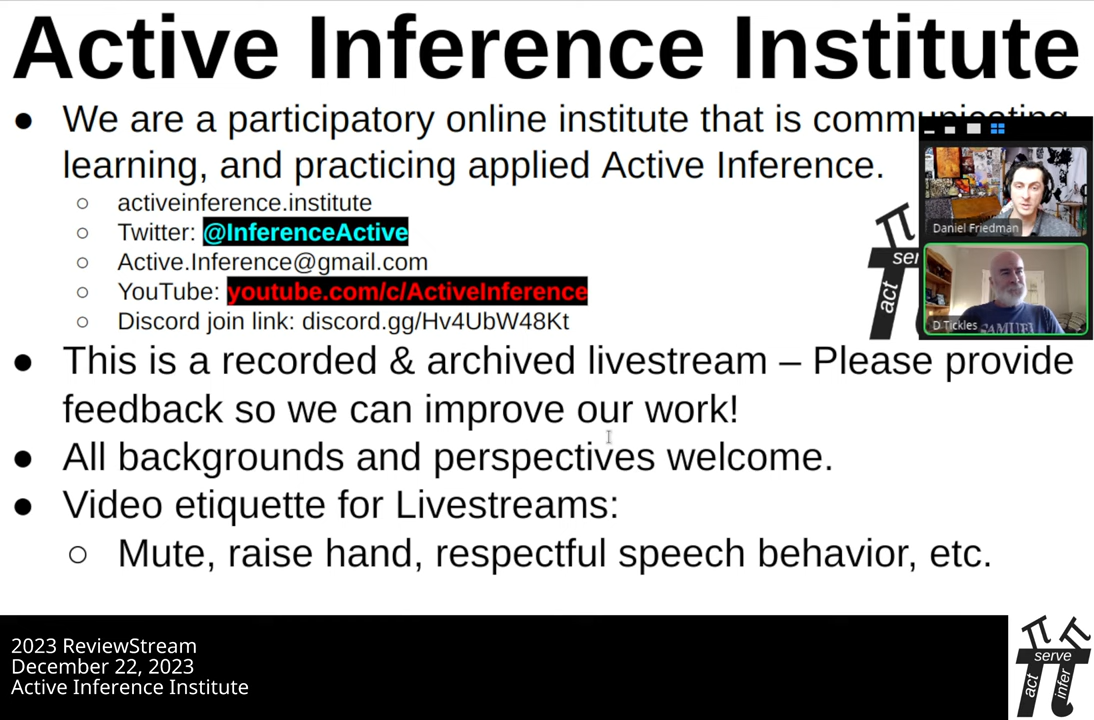 Active Inference Institute
● We are a participatory online institute that is communicating,
learning, and practicing applied Active Inference.
○ activeinference.institute
○ Twitter: @InferenceActive
○ Active.Inference@gmail.com
○ YouTube: youtube.com/c/ActiveInference
○ Discord join link: discord.gg/Hv4UbW48Kt
Daniel Friedman
D Tickles
SAMUEL
ser
act
● This is a recorded & archived livestream – Please provide
feedback so we can improve our work!
● All backgrounds and perspectives welcome.
● Video etiquette for Livestreams:
○ Mute, raise hand, respectful speech behavior, etc.
2023 ReviewStream
December 22, 2023
Active Inference Institute
serve
act
infer